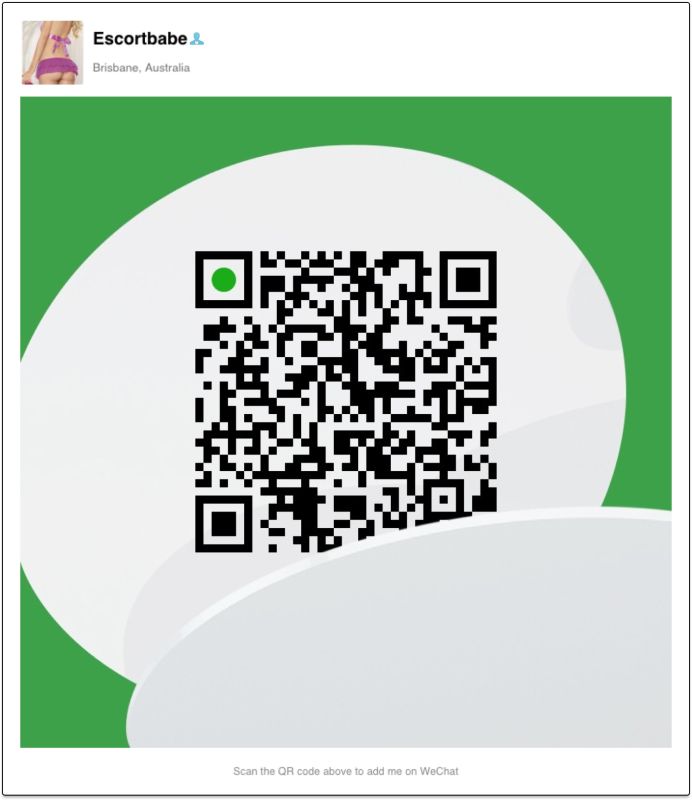 Escortbabe
Brisbane, Australia
Scan the QR code above to add me on WeChat